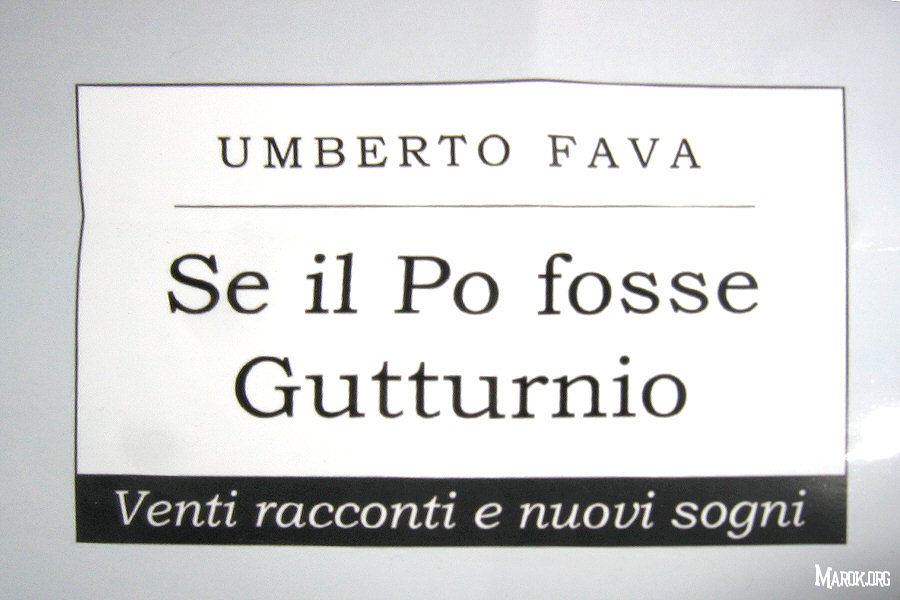 UMBERTO FAVA
Se il Po fosse
Gutturnio
Venti racconti e nuovi sogni
MAROK.ORG